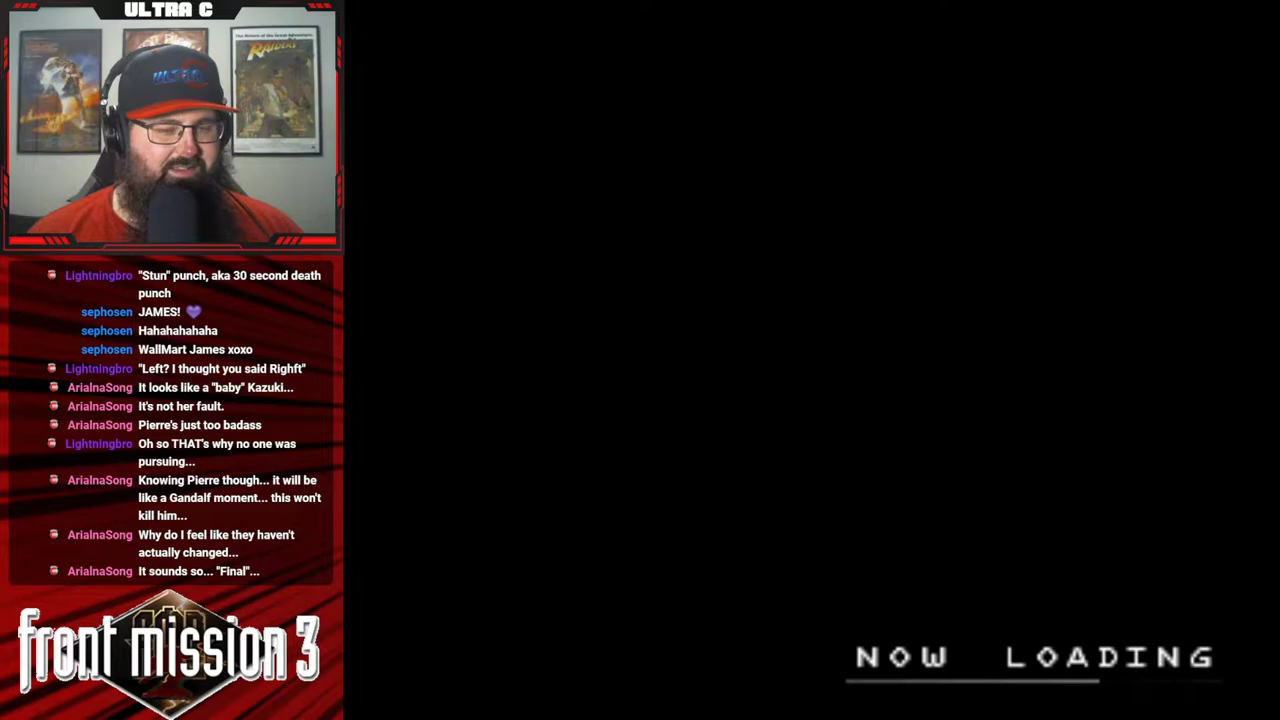 ULTRA C
RAIDERS
ULTRA C
Lightningbro "Stun" punch, aka 30 second death
punch
sephosen JAMES! 💜
sephosen Hahahahahaha
sephosen WallMart James xoxo
Lightningbro "Left? I thought you said Righft"
ArialnaSong It looks like a "baby" Kazuki...
ArialnaSong It's not her fault.
ArialnaSong Pierre's just too badass
Lightningbro Oh so THAT's why no one was
pursuing...
ArialnaSong Knowing Pierre though... it will be
like a Gandalf moment... this won't
kill him...
ArialnaSong Why do I feel like they haven't
actually changed...
ArialnaSong It sounds so... "Final"...
front mission 3
NOW LOADING